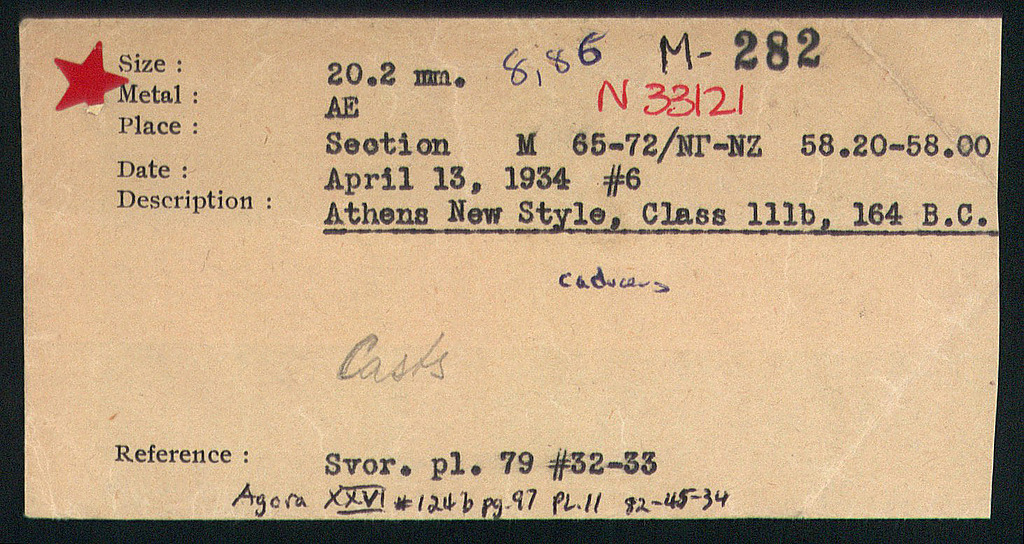 Size : 20.2 mm. 8,86 M- 282
Metal : AE N 33121
Place : Section M 65-72/ΝΓ-ΝΖ 58.20-58.00
Date : April 13, 1934 #6
Description : Athens New Style, Class 111b, 164 B.C.
caduceus
Casts
Reference : Svor. pl. 79 #32-33
Agora XXVI #124b pg.97 PL.11 82-45-34